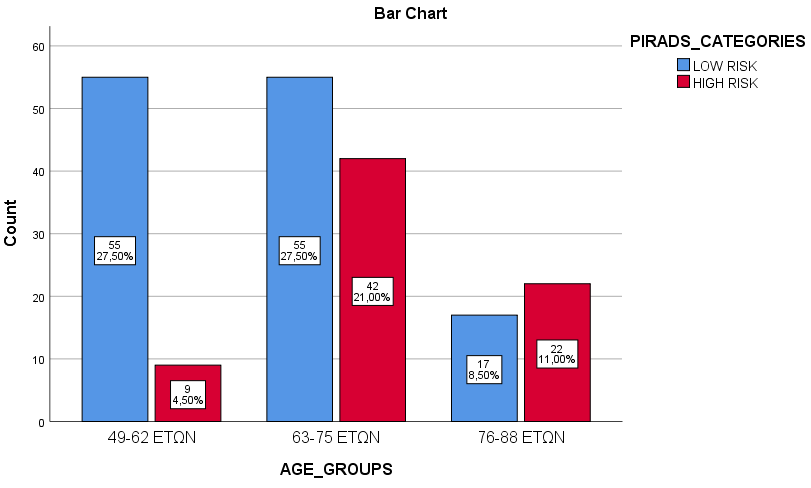 Bar Chart
PIRADS_CATEGORIES
LOW RISK
HIGH RISK
Count
60
50
40
30
20
10
0
55
27,50%
9
4,50%
55
27,50%
42
21,00%
17
8,50%
22
11,00%
49-62 ΕΤΩΝ
63-75 ΕΤΩΝ
76-88 ΕΤΩΝ
AGE_GROUPS